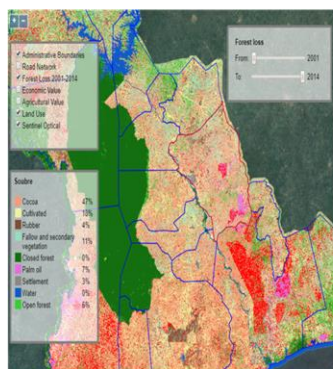 + -
Administrative Boundaries
Road Network
Forest Loss 2001-2014
Economic Value
Agricultural Value
Land Use
Sentinel Optical
Forest loss
From 2001
To 2014
Soubre
Cocoa 47%
Cultivated 10%
Rubber 4%
Fallow and secondary
vegetation 11%
Closed forest 0%
Palm oil 7%
Settlement 3%
Water 0%
Open forest 6%